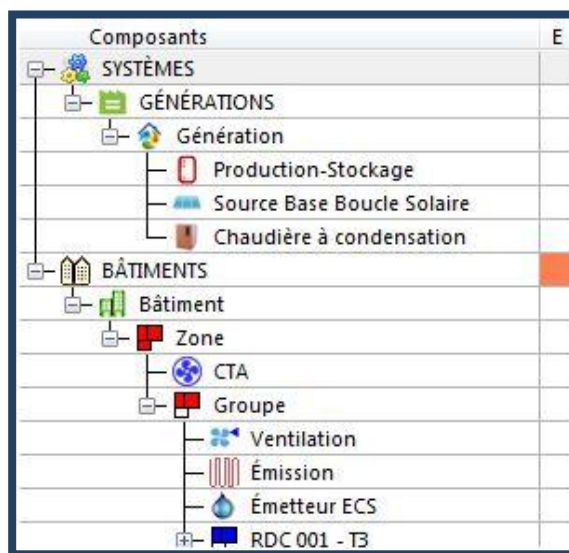 Composants E
SYSTÈMES
GÉNÉRATIONS
Génération
Production-Stockage
Source Base Boucle Solaire
Chaudière à condensation
BÂTIMENTS
Bâtiment
Zone
CTA
Groupe
Ventilation
Émission
Émetteur ECS
RDC 001 - T3